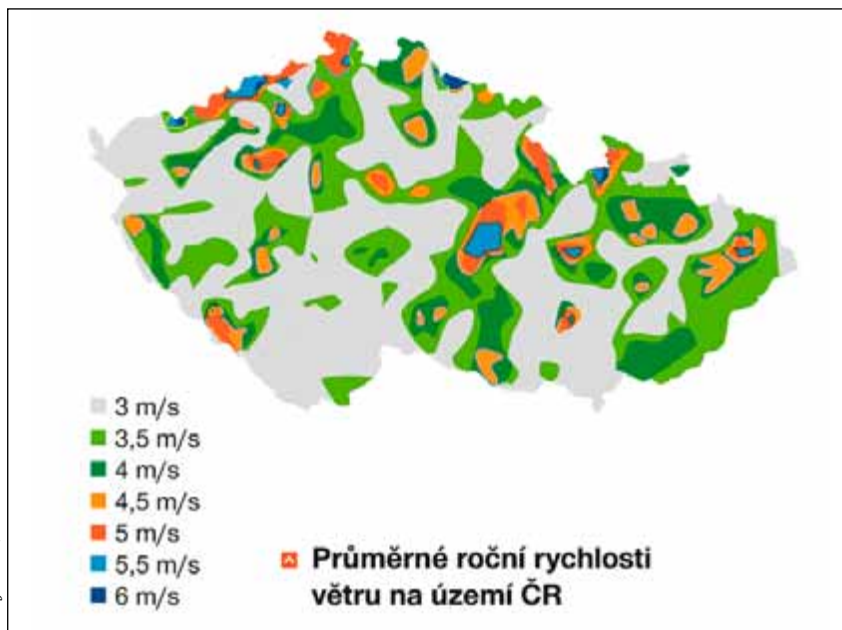 3 m/s
3,5 m/s
4 m/s
4,5 m/s
5 m/s
5,5 m/s
6 m/s
Průměrné roční rychlosti
větru na území ČR